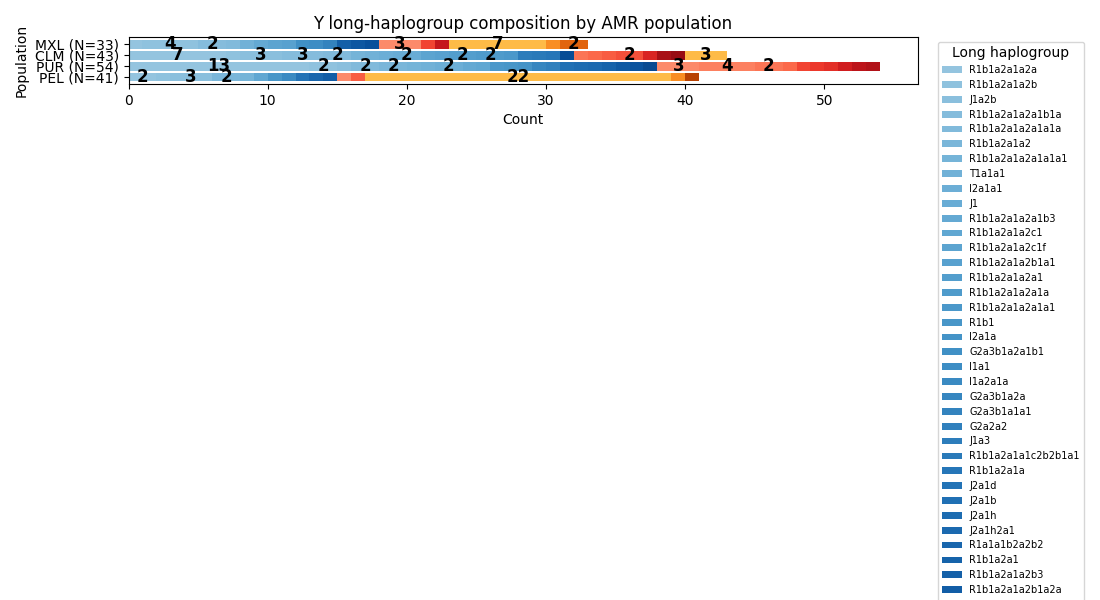 Y long-haplogroup composition by AMR population
Population
MXL (N=33)
4 2 3 7 2
CLM (N=43)
7 3 3 2 2 2 2 2 3
PUR (N=54)
13 2 2 2 2 3 4 2
PEL (N=41)
2 3 2 22
0 10 20 30 40 50
Count
Long haplogroup
R1b1a2a1a2a
R1b1a2a1a2b
J1a2b
R1b1a2a1a2a1b1a
R1b1a2a1a2a1a1a
R1b1a2a1a2
R1b1a2a1a2a1a1a1
T1a1a1
I2a1a1
J1
R1b1a2a1a2a1b3
R1b1a2a1a2c1
R1b1a2a1a2c1f
R1b1a2a1a2b1a1
R1b1a2a1a2a1
R1b1a2a1a2a1a
R1b1a2a1a2a1a1
R1b1
I2a1a
G2a3b1a2a1b1
I1a1
I1a2a1a
G2a3b1a2a
G2a3b1a1a1
G2a2a2
J1a3
R1b1a2a1a1c2b2b1a1
R1b1a2a1a
J2a1d
J2a1b
J2a1h
J2a1h2a1
R1a1a1b2a2b2
R1b1a2a1
R1b1a2a1a2b3
R1b1a2a1a2b1a2a